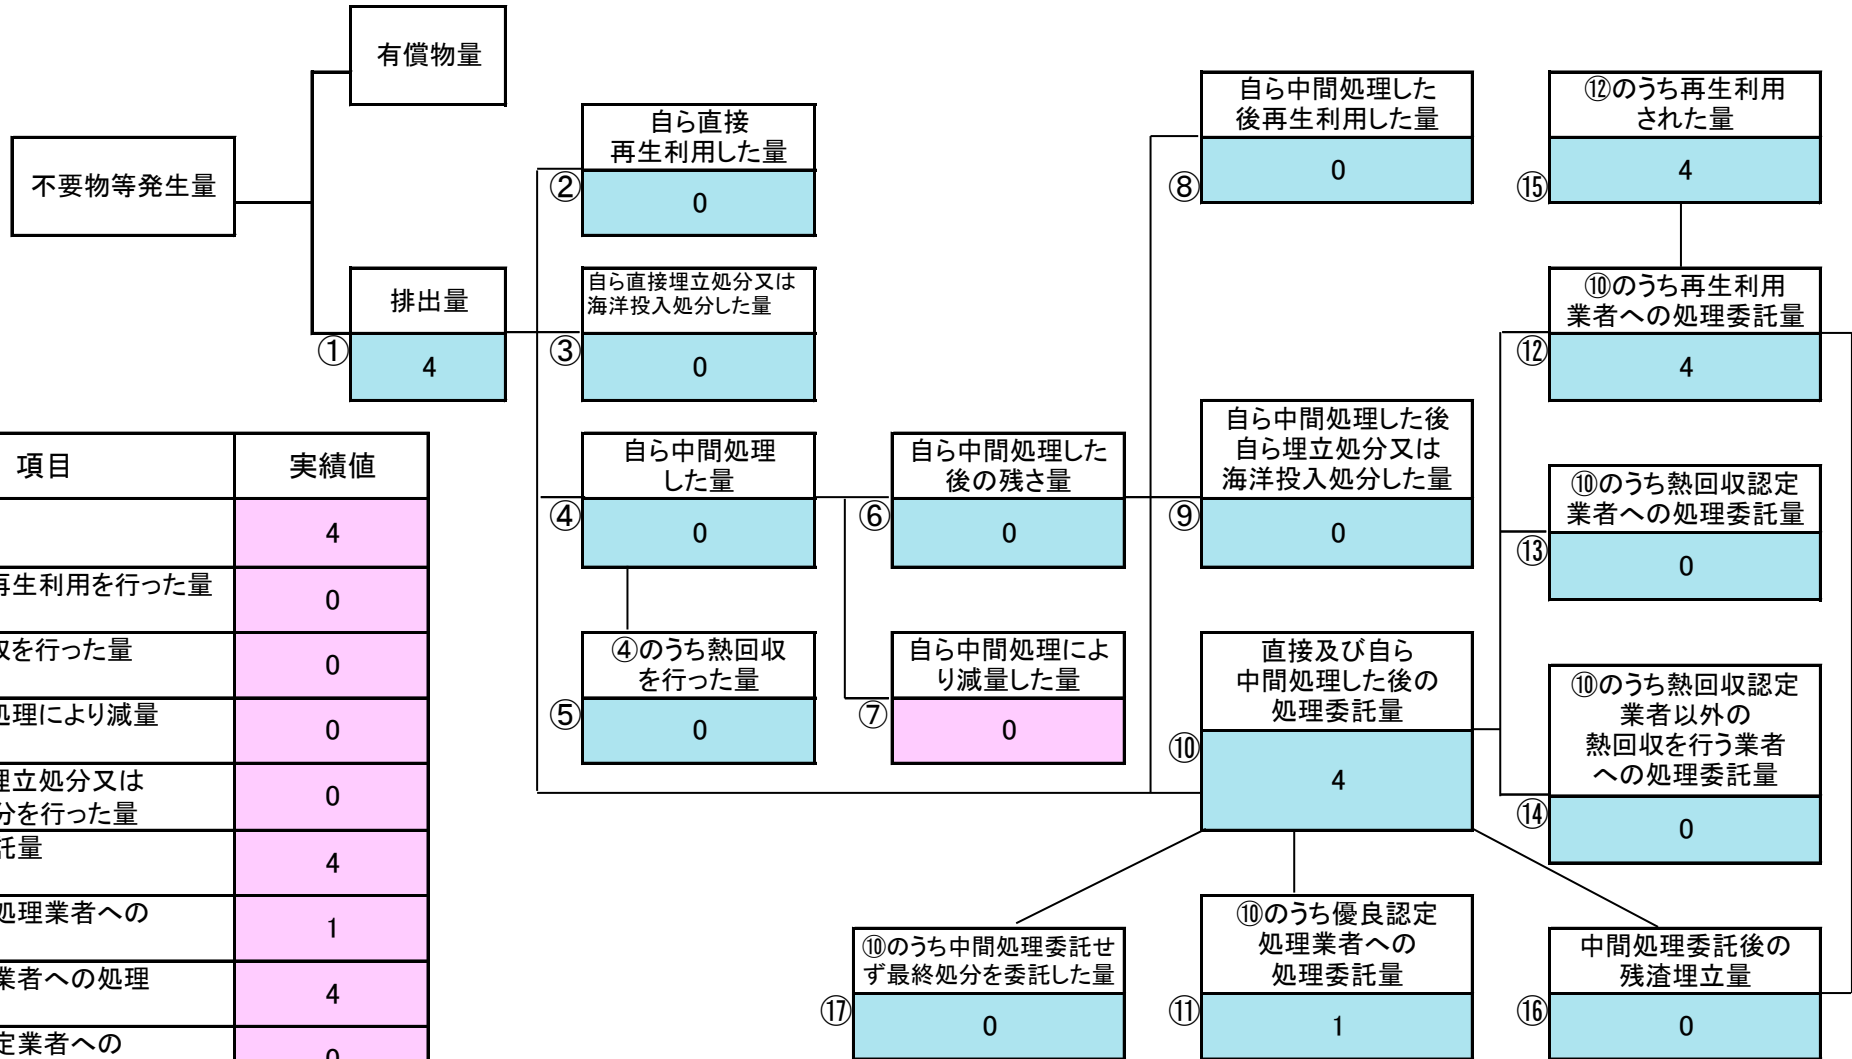 有償物量
不要物等発生量
排出量
①
4
自ら直接
再生利用した量
②
0
自ら直接埋立処分又は
海洋投入処分した量
③
0
自ら中間処理
した量
④
0
④のうち熱回収
を行った量
⑤
0
自ら中間処理した
後の残さ量
⑥
0
自ら中間処理によ
り減量した量
⑦
0
自ら中間処理した
後再生利用した量
⑧
0
自ら中間処理した後
自ら埋立処分又は
海洋投入処分した量
⑨
0
直接及び自ら
中間処理した後の
処理委託量
⑩
4
⑩のうち優良認定
処理業者への
処理委託量
⑪
1
⑩のうち中間処理委託せ
ず最終処分を委託した量
⑰
0
⑫のうち再生利用
された量
⑮
4
⑩のうち再生利用
業者への処理委託量
⑫
4
⑩のうち熱回収認定
業者への処理委託量
⑬
0
⑩のうち熱回収認定
業者以外の
熱回収を行う業者
への処理委託量
⑭
0
中間処理委託後の
残渣埋立量
⑯
0
項目 実績値
4
再生利用を行った量
0
収を行った量
0
処理により減量
0
埋立処分又は
分を行った量
0
託量
4
処理業者への
1
業者への処理
4
定業者への
0